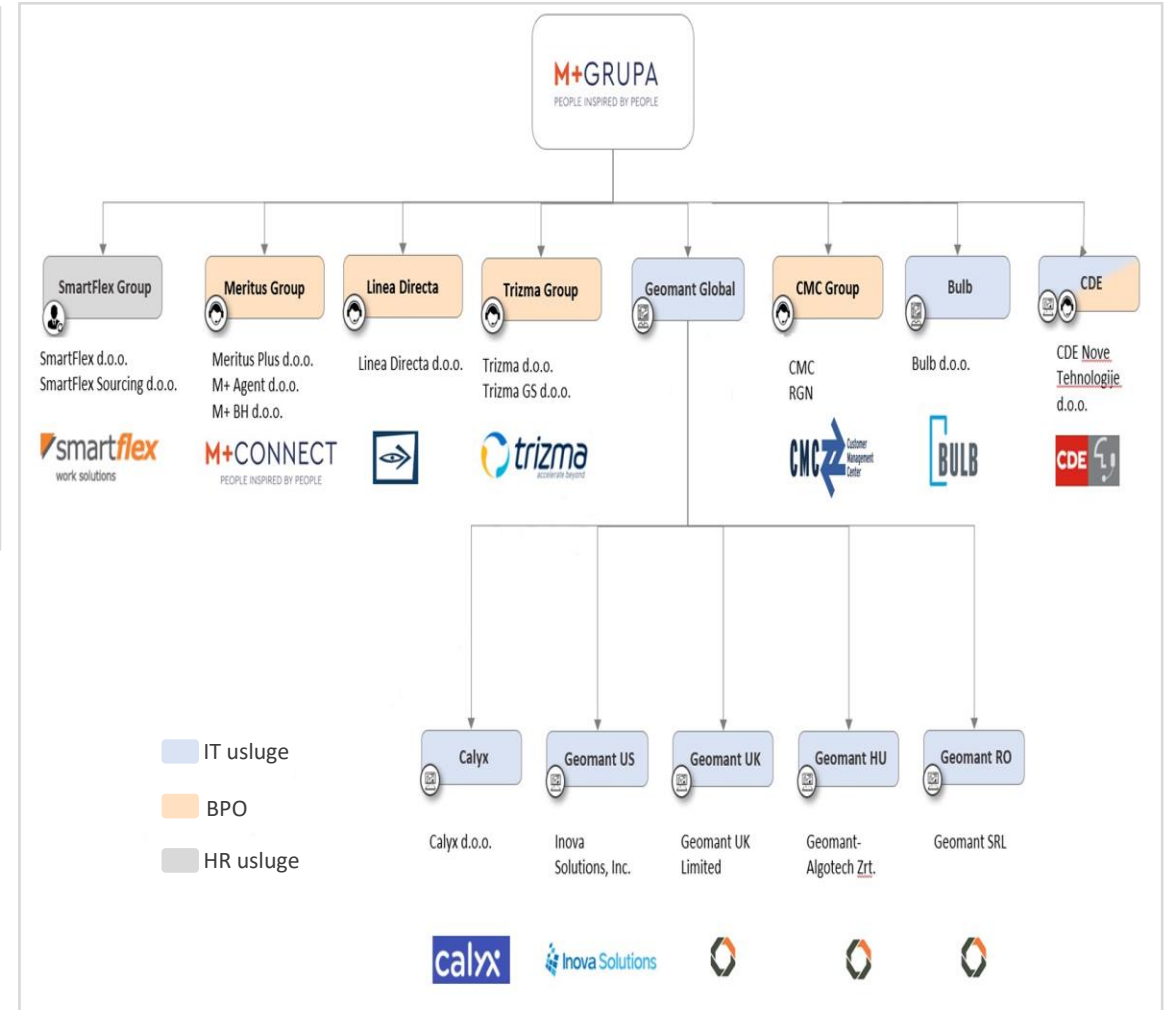 M+GRUPA
PEOPLE INSPIRED BY PEOPLE
SmartFlex Group
Meritus Group
Linea Directa
Trizma Group
Geomant Global
CMC Group
Bulb
CDE
SmartFlex d.o.o.
SmartFlex Sourcing d.o.o.
Meritus Plus d.o.o.
M+ Agent d.o.o.
M+ BH d.o.o.
Linea Directa d.o.o.
Trizma d.o.o.
Trizma GS d.o.o.
CMC
RGN
Bulb d.o.o.
CDE Nove
Tehnologije
d.o.o.
smartflex
work solutions
M+CONNECT
PEOPLE INSPIRED BY PEOPLE
trizma
accelerate beyond
CMC
Customer
Management
Center
BULB
CDE
IT usluge
BPO
HR usluge
Calyx
Geomant US
Geomant UK
Geomant HU
Geomant RO
Calyx d.o.o.
Inova
Solutions, Inc.
Geomant UK
Limited
Geomant-
Algotech Zrt.
Geomant SRL
calyx
Inova Solutions